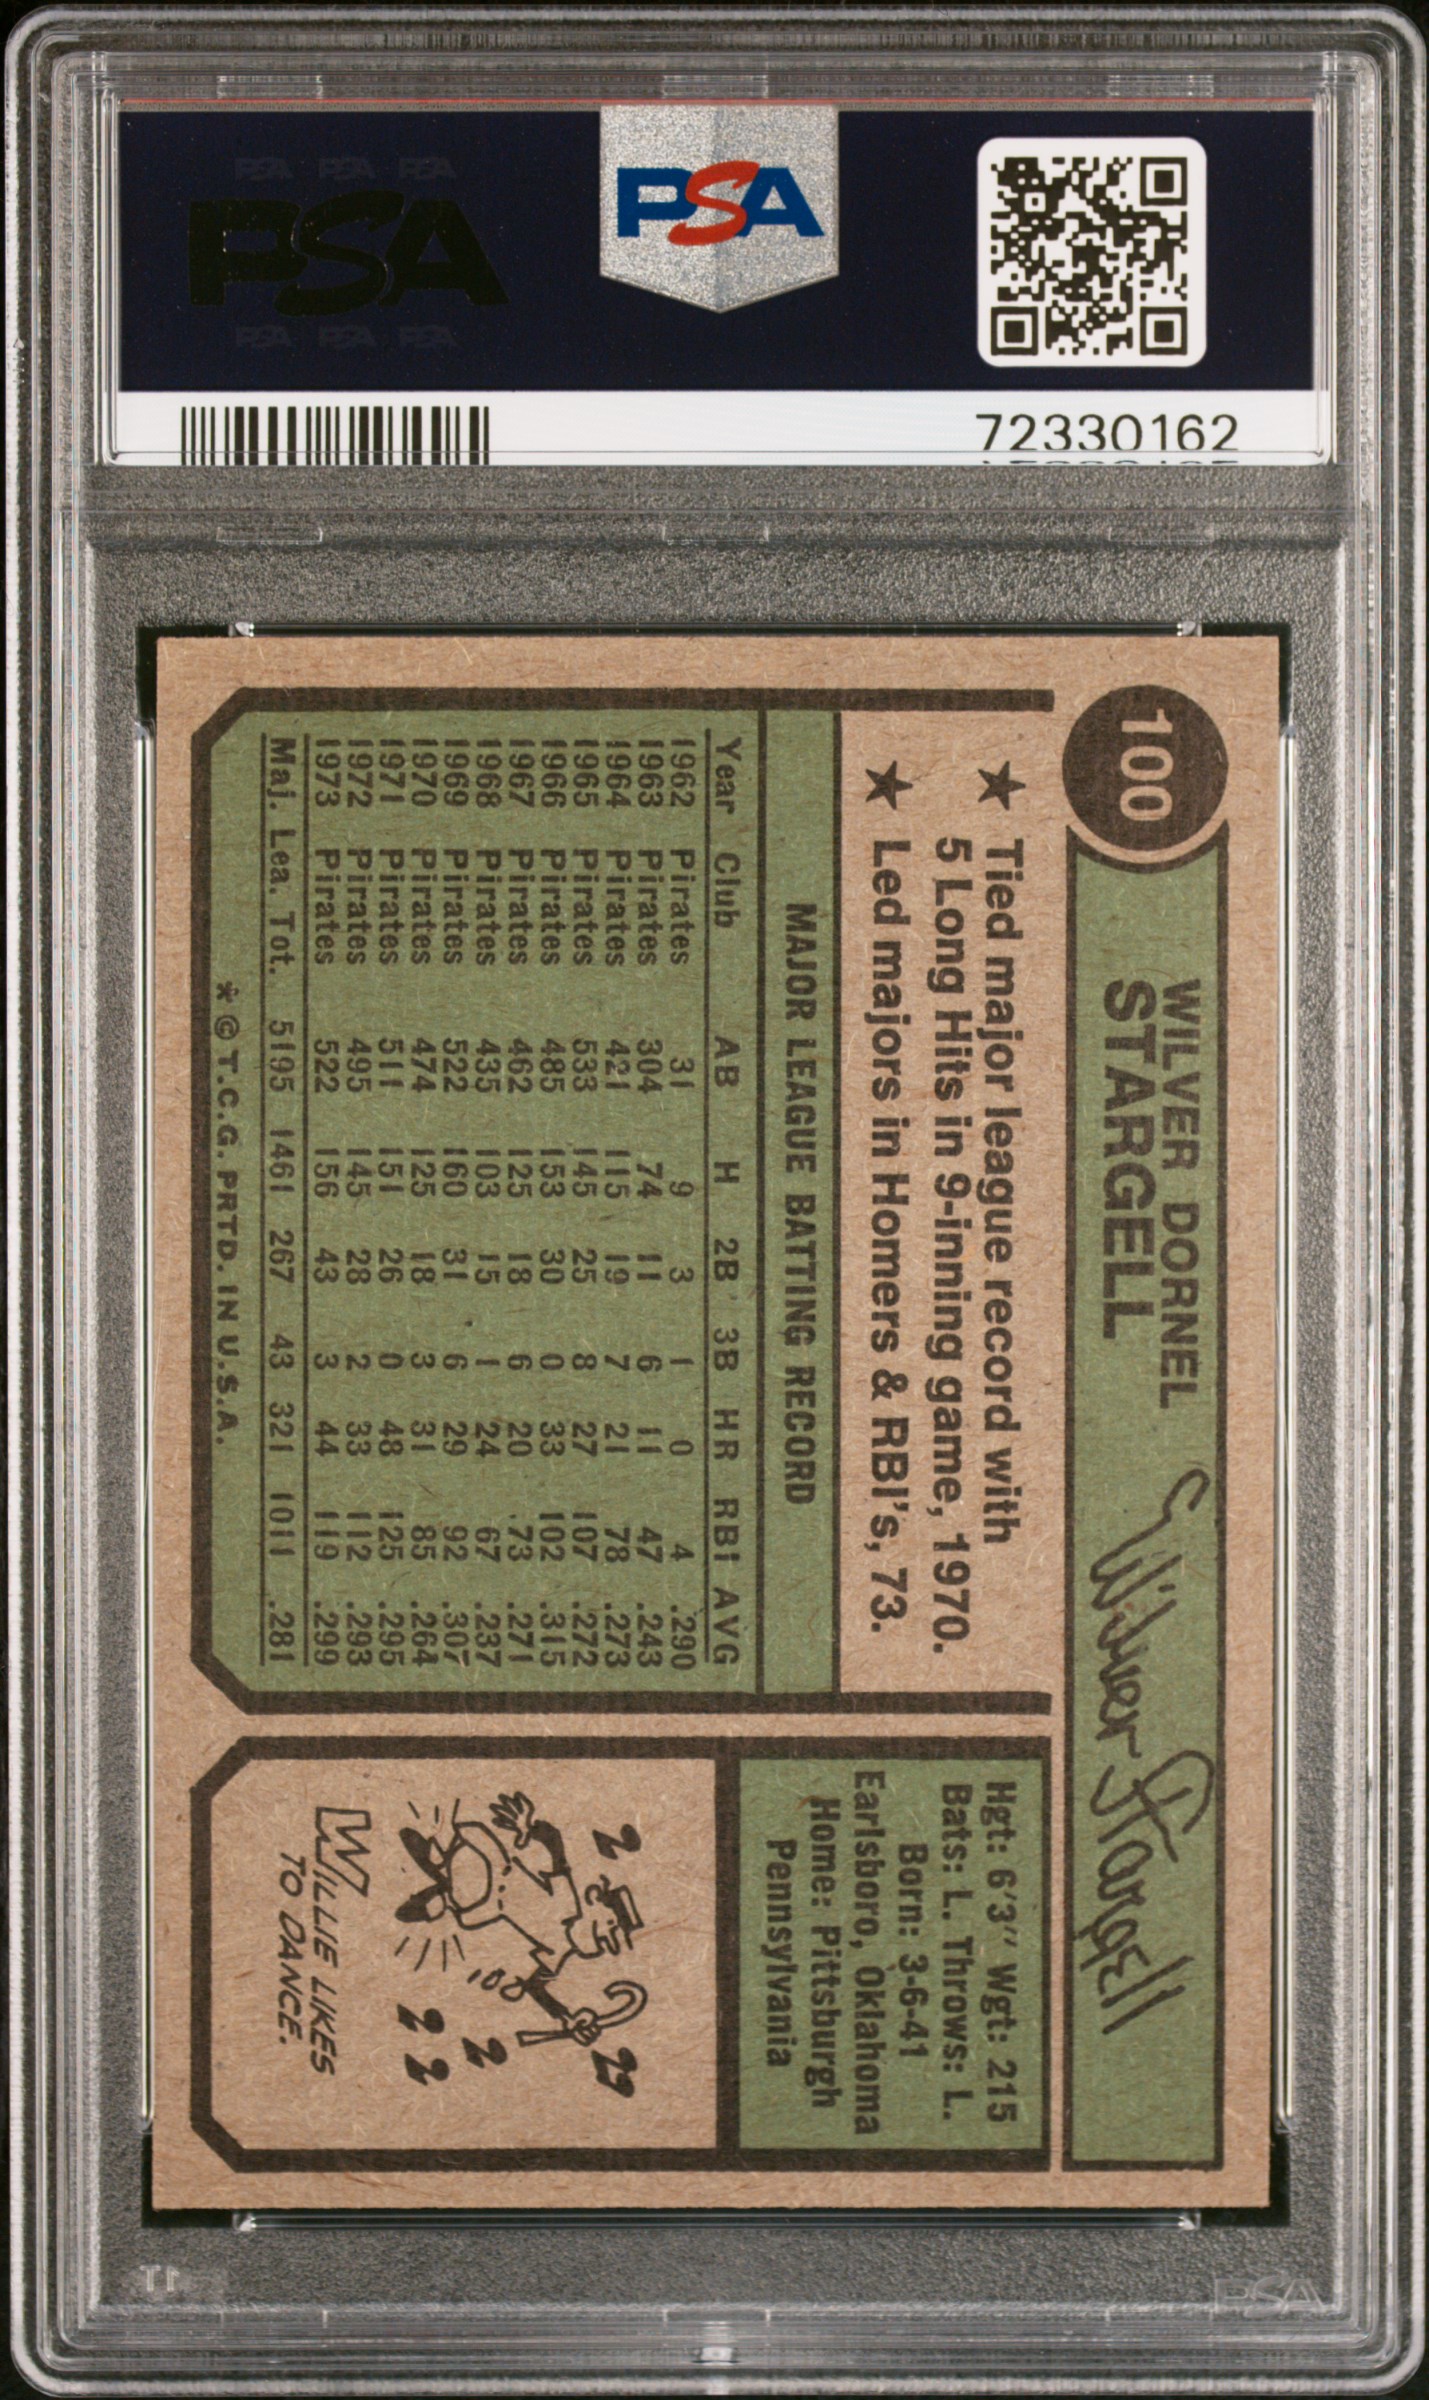 PSA PSA PSA
PSA
PSA PSA PSA
PSA
72330162
100
WILVER DORNEL
STARGELL
Wilver Stargell
★ Tied major league record with
5 Long Hits in 9-inning game, 1970.
★ Led majors in Homers & RBI's, 73.
MAJOR LEAGUE BATTING RECORD
Year Club AB H 2B 3B HR RBI AVG
1962 Pirates 31 9 3 1 0 4 .290
1963 Pirates 304 74 11 6 11 47 .243
1964 Pirates 421 115 19 7 21 78 .273
1965 Pirates 533 145 25 8 27 107 .272
1966 Pirates 485 153 30 0 33 102 .315
1967 Pirates 462 125 18 6 20 73 .271
1968 Pirates 435 103 15 1 24 67 .237
1969 Pirates 522 160 31 6 29 92 .307
1970 Pirates 474 125 18 3 31 85 .264
1971 Pirates 511 151 26 0 48 125 .295
1972 Pirates 495 145 28 2 33 112 .293
1973 Pirates 522 156 43 3 44 119 .299
Maj. Lea. Tot. 5195 1461 267 43 321 1011 .281
* © T.C.G. PRTD. IN U.S.A.
Hgt: 6'3" Wgt: 215
Bats: L. Throws: L.
Born: 3-6-41
Earlsboro, Oklahoma
Home: Pittsburgh
Pennsylvania
WILLIE LIKES
TO DANCE.
PSA